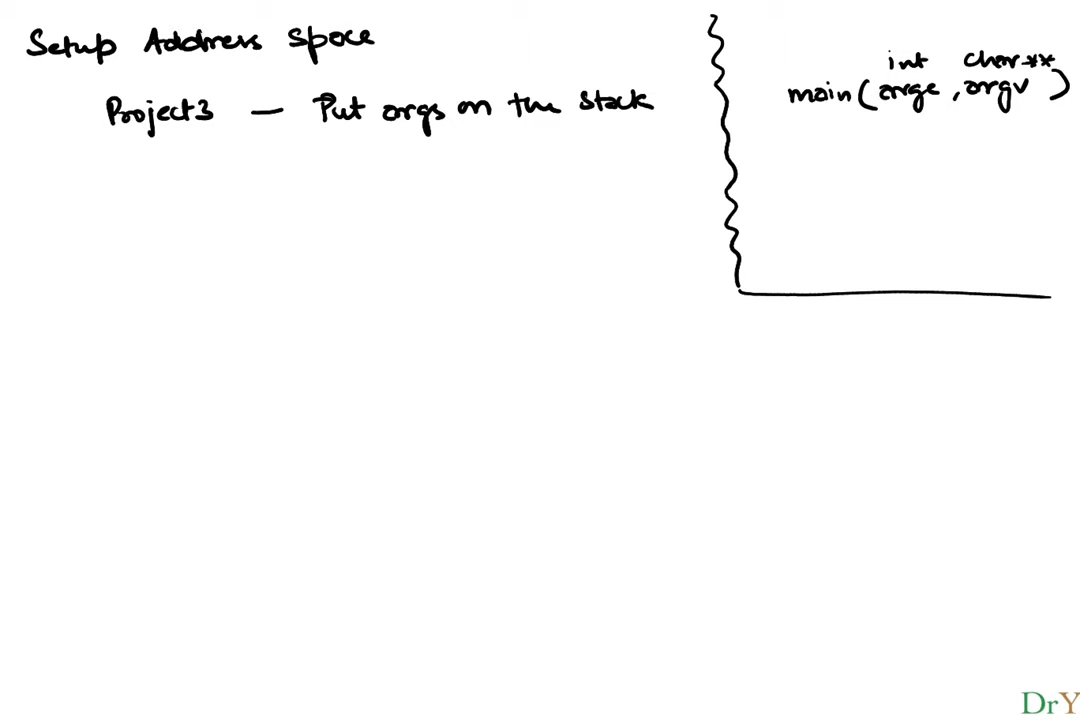 Setup Address Space
Project3 — Put args on the stack
int char**
main(argc, argv)
DrY